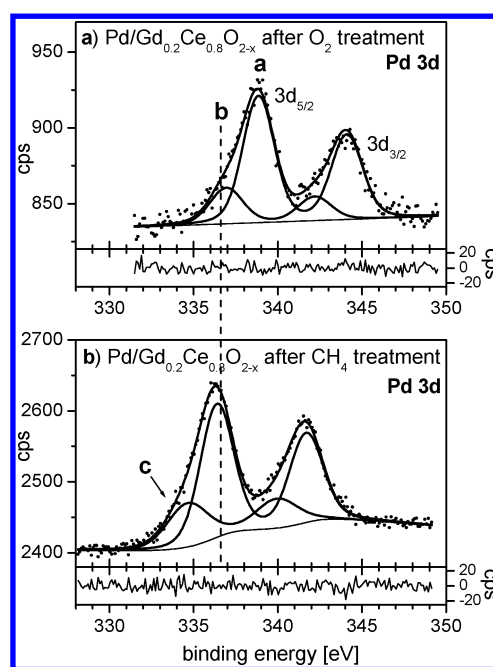 a) Pd/Gd0.2Ce0.8O2-x after O2 treatment
Pd 3d
a
b
3d5/2
3d3/2
950
900
850
cps
20
0
-20
cps
330 335 340 345 350
b) Pd/Gd0.2Ce0.8O2-x after CH4 treatment
Pd 3d
c
2700
2600
2500
2400
cps
20
0
-20
cps
330 335 340 345 350
binding energy [eV]